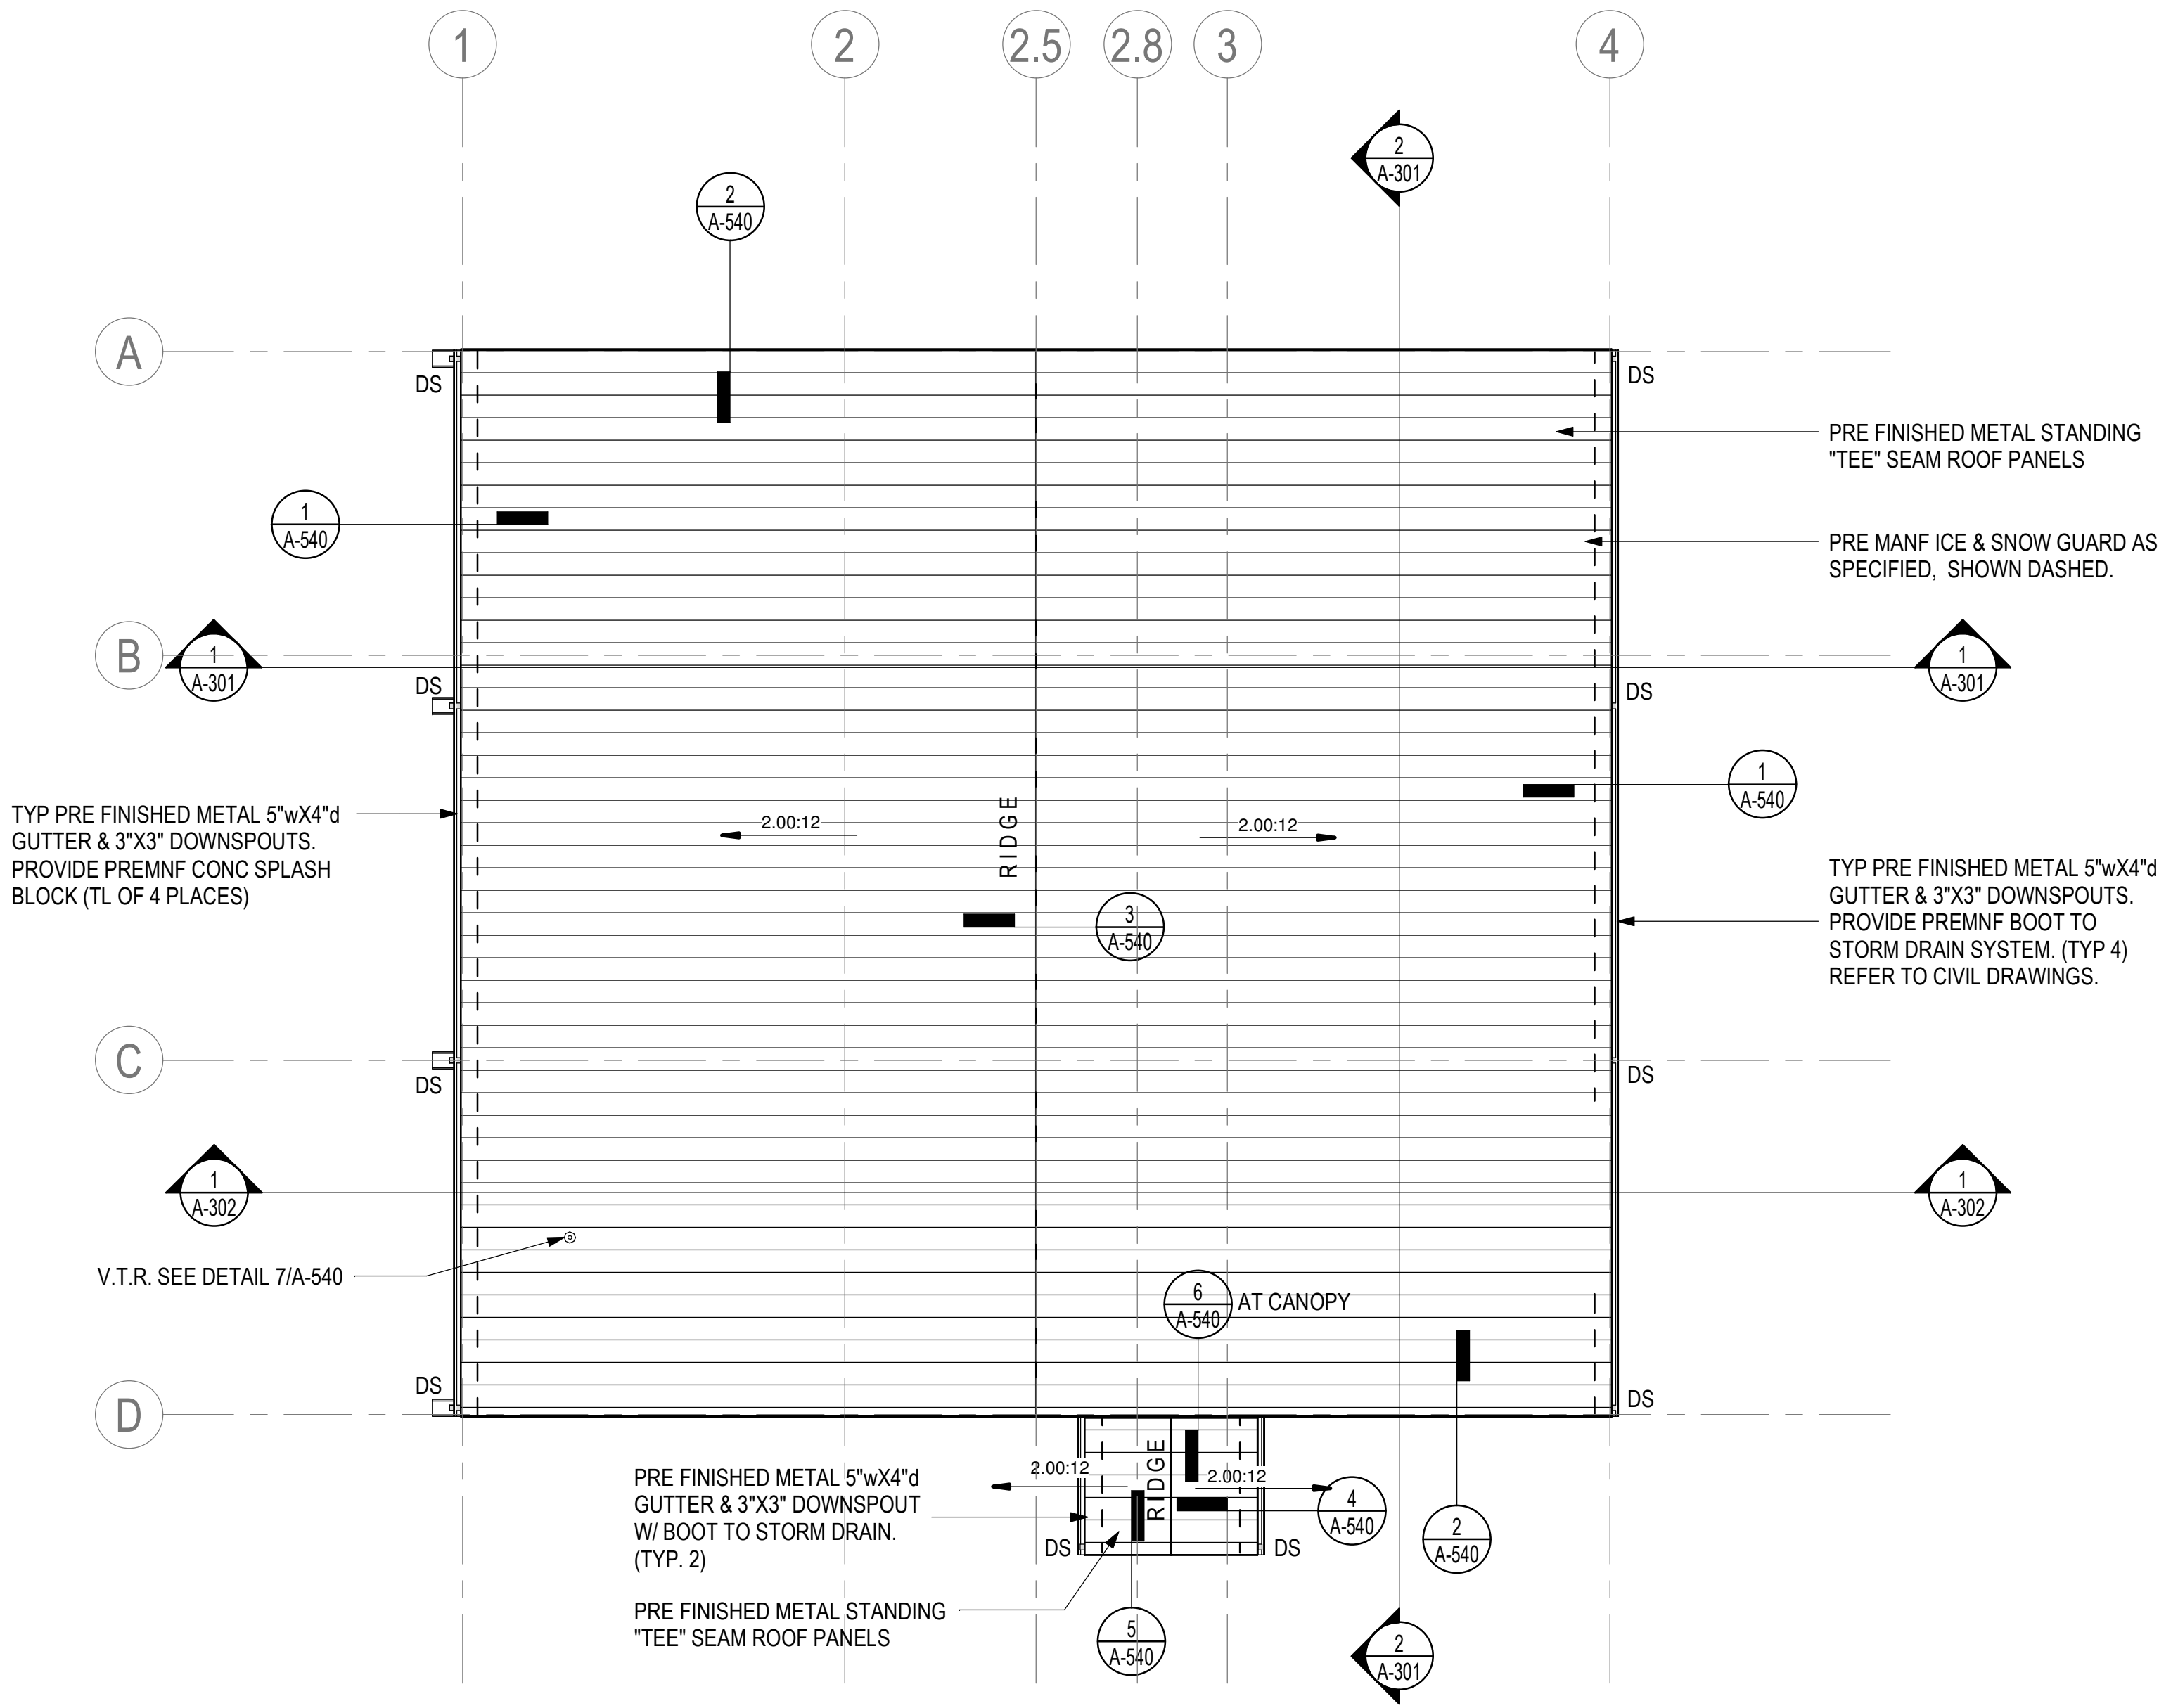 1
2
2.5
2.8
3
4
2
A-301
2
A-540
A
DS
DS
PRE FINISHED METAL STANDING
"TEE" SEAM ROOF PANELS
1
A-540
PRE MANF ICE & SNOW GUARD AS
SPECIFIED, SHOWN DASHED.
B
1
A-301
1
A-301
DS
DS
1
A-540
TYP PRE FINISHED METAL 5"wX4"d
GUTTER & 3"X3" DOWNSPOUTS.
PROVIDE PREMNF CONC SPLASH
BLOCK (TL OF 4 PLACES)
2.00:12
RIDGE
2.00:12
TYP PRE FINISHED METAL 5"wX4"d
GUTTER & 3"X3" DOWNSPOUTS.
PROVIDE PREMNF BOOT TO
STORM DRAIN SYSTEM. (TYP 4)
REFER TO CIVIL DRAWINGS.
3
A-540
C
DS
DS
1
A-302
1
A-302
V.T.R. SEE DETAIL 7/A-540
6
A-540
AT CANOPY
D
DS
DS
PRE FINISHED METAL 5"wX4"d
GUTTER & 3"X3" DOWNSPOUT
W/ BOOT TO STORM DRAIN.
(TYP. 2)
2.00:12
RIDGE
2.00:12
4
A-540
2
A-540
DS
DS
PRE FINISHED METAL STANDING
"TEE" SEAM ROOF PANELS
5
A-540
2
A-301